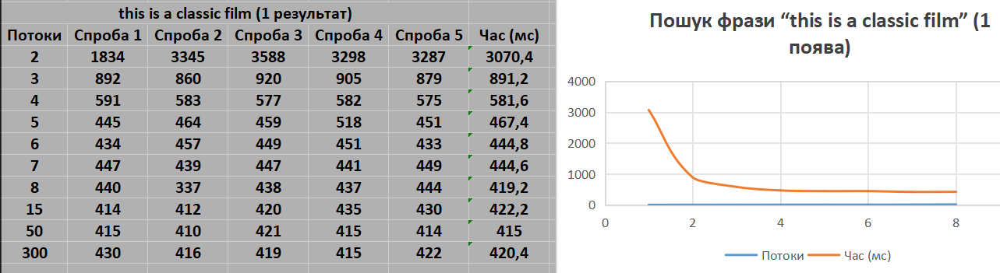 this is a classic film (1 результат)
Потоки Спроба 1 Спроба 2 Спроба 3 Спроба 4 Спроба 5 Час (мс)
2 1834 3345 3588 3298 3287 3070,4
3 892 860 920 905 879 891,2
4 591 583 577 582 575 581,6
5 445 464 459 518 451 467,4
6 434 457 449 451 433 444,8
7 447 439 447 441 449 444,6
8 440 337 438 437 444 419,2
15 414 412 420 435 430 422,2
50 415 410 421 415 414 415
300 430 416 419 415 422 420,4
Пошук фрази “this is a classic film” (1
поява)
4000
3000
2000
1000
0
0 2 4 6 8
Потоки Час (мс)